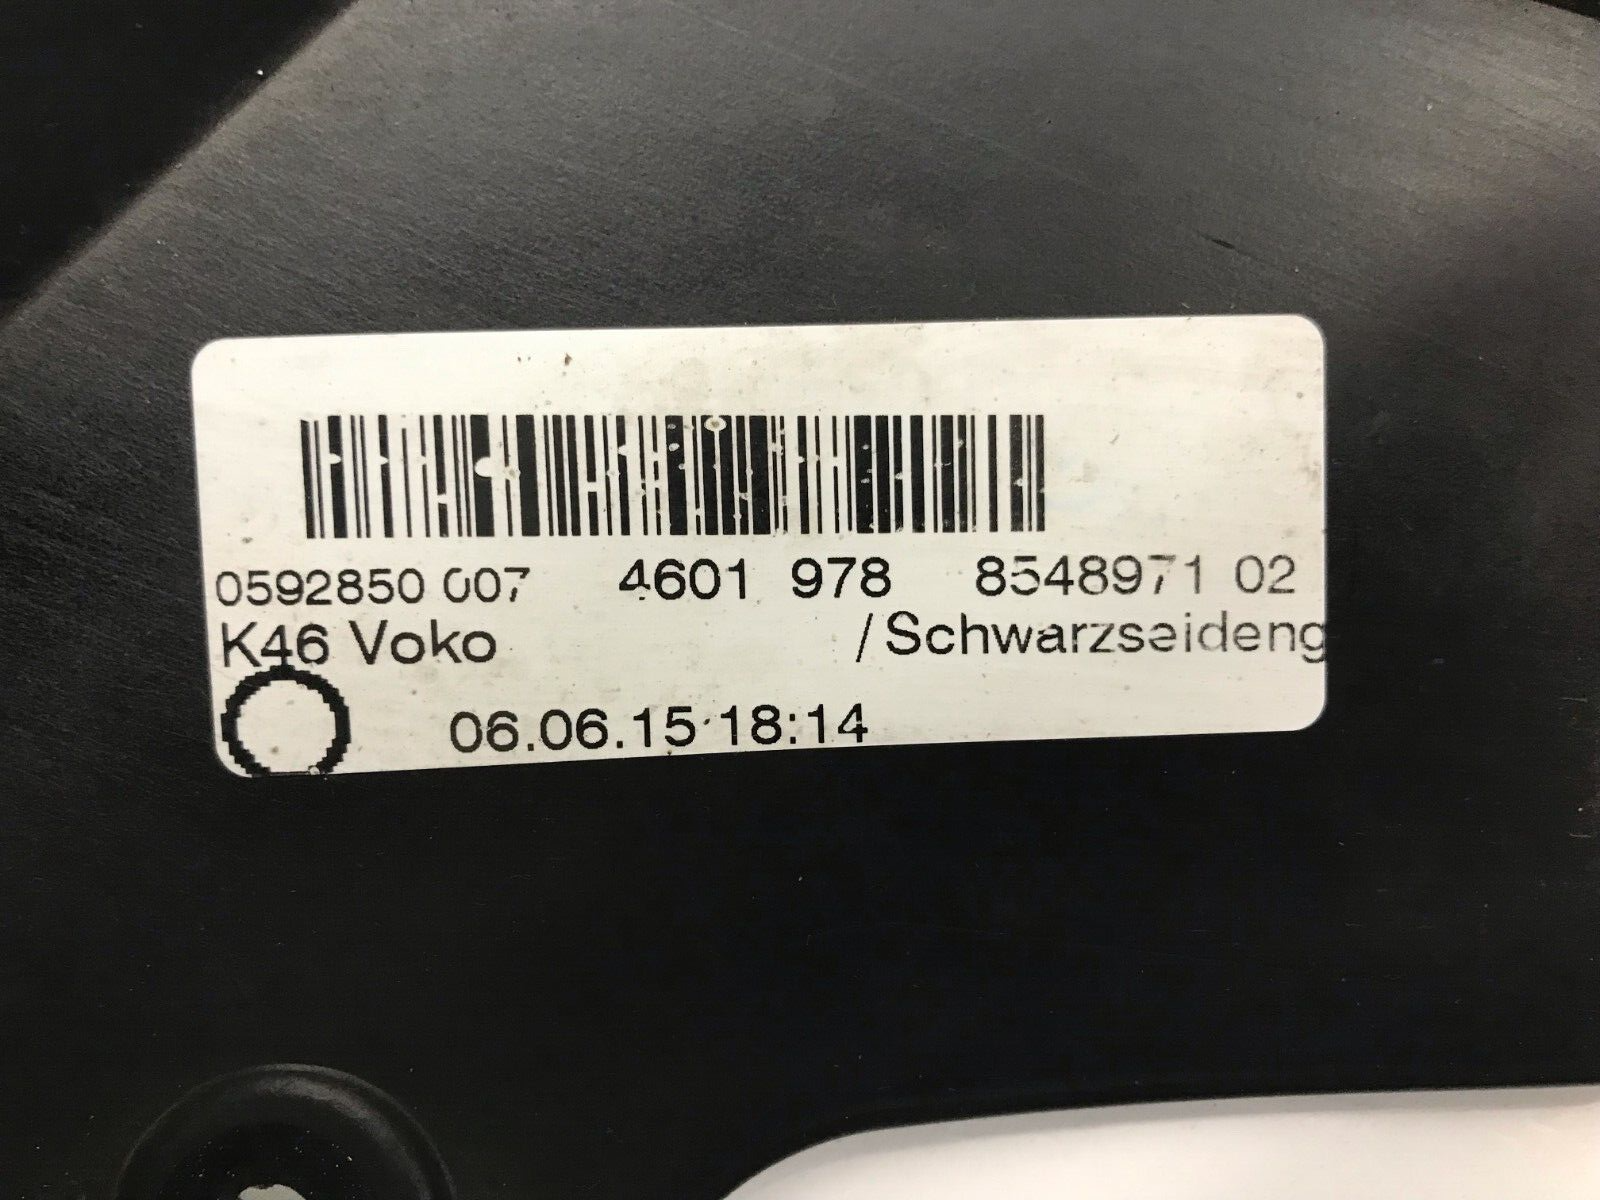 0592850 007 4601 978 8548971 02
K46 Voko /Schwarzseideng
06.06.15 18:14